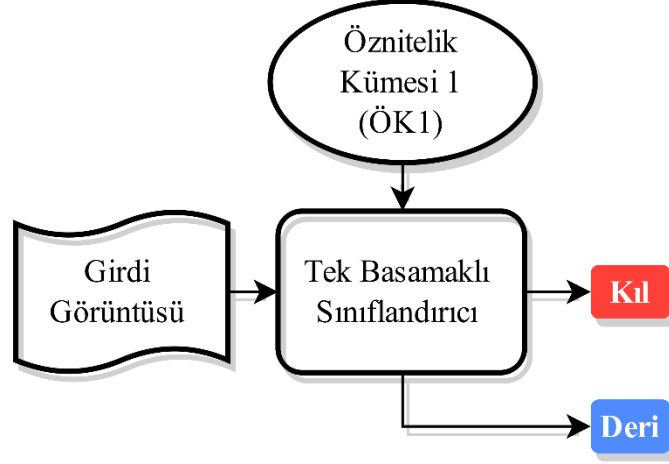 Öznitelik
Kümesi 1
(ÖK1)
Girdi
Görüntüsü
Tek Basamaklı
Sınıflandırıcı
Kıl
Deri